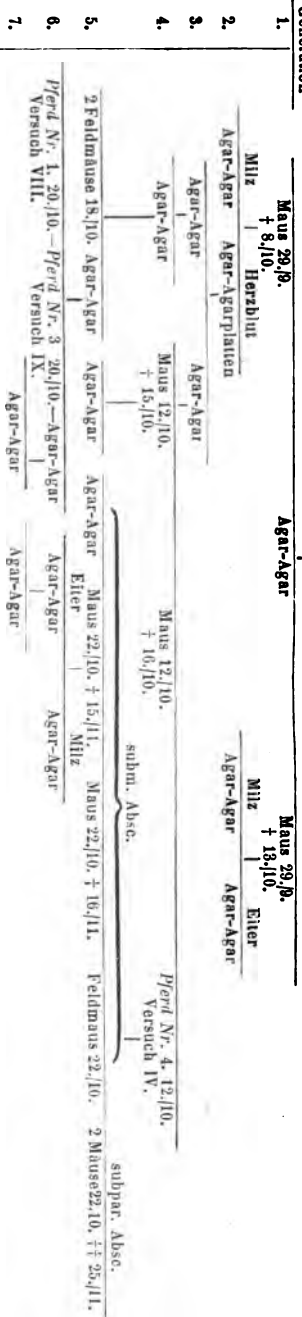 Generationen
Agar-Agar
1. Maus 29./9. Maus 29./9.
† 8./10. † 13./10.
2. Milz Herzblut Milz Eiter
Agar-Agar Agar-Agarplatten Agar-Agar Agar-Agar
3. Agar-Agar Agar-Agar
4. Agar-Agar Maus 12./10. Maus 12./10. Pferd Nr. 4. 12./10.
† 15./10. † 16./10. Versuch IV.
subm. Absc. subpar. Absc.
5. 2 Feldmäuse 18./10. Agar-Agar Agar-Agar Agar-Agar Maus 22./10. † 15./11. Maus 22./10. † 16./11. Feldmaus 22./10. 2 Mäuse 22.10. †† 25./11.
Eiter Milz
6. Pferd Nr. 1. 20./10.—Pferd Nr. 3 20./10.—Agar-Agar Agar-Agar Agar-Agar
Versuch VIII. Versuch IX.
7. Agar-Agar Agar-Agar